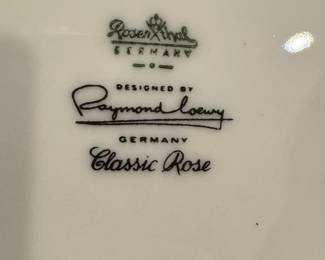 Rosenthal
GERMANY
DESIGNED BY
Raymond Loewy
GERMANY
Classic Rose